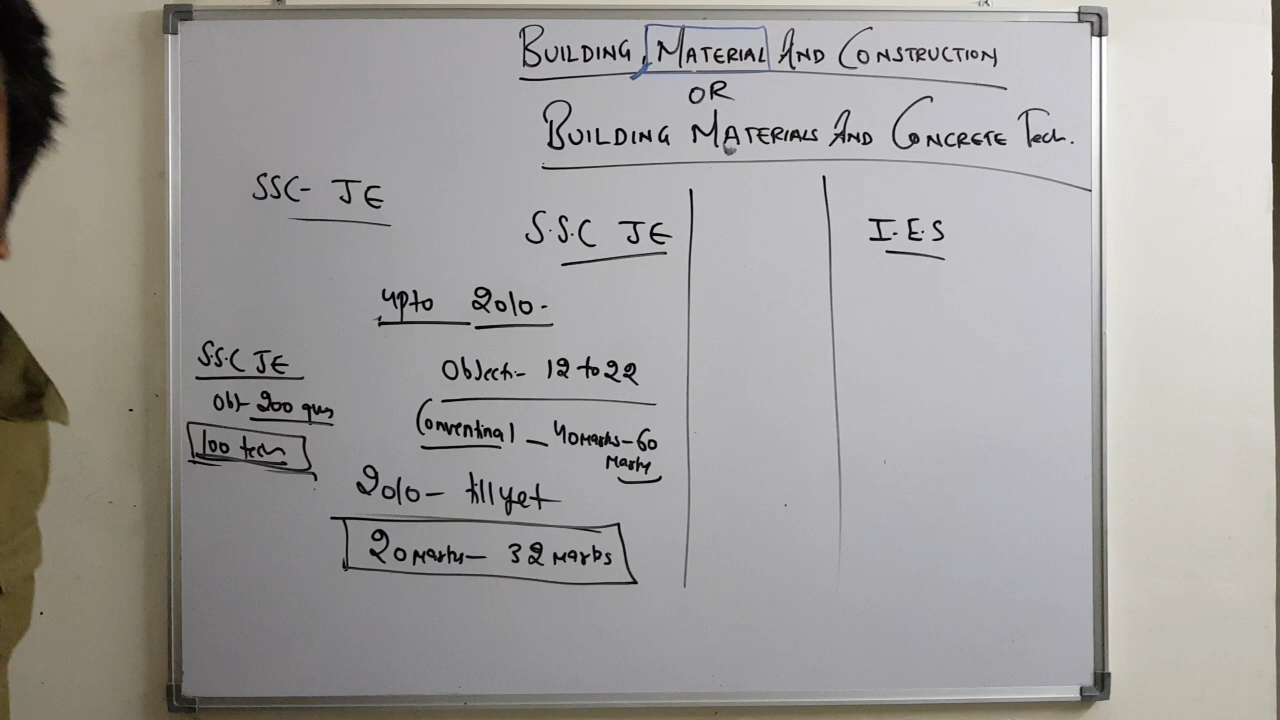 BUILDING MATERIAL AND CONSTRUCTION
OR
BUILDING MATERIALS AND CONCRETE Tech.
SSC- JE
S.S.C JE
I.E.S
upto 2010-
Object:- 12 to 22
Conventinal - 40 marks - 60
Marks
S.S.C JE
Obj- 200 ques
100 tech
2010- till yet
20 Marks - 32 Marks